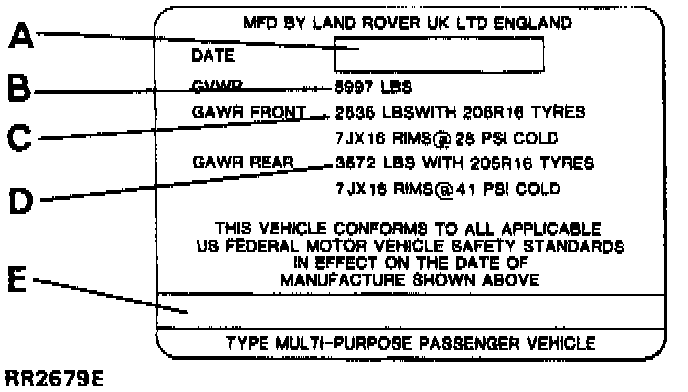 MFD BY LAND ROVER UK LTD ENGLAND
A
DATE
B
GVWR 5997 LBS
GAWR FRONT 2535 LBSWITH 205R16 TYRES
C
7JX16 RIMS@ 28 PSI COLD
GAWR REAR 3672 LBS WITH 205R16 TYRES
D
7JX16 RIMS@ 41 PSI COLD
THIS VEHICLE CONFORMS TO ALL APPLICABLE
US FEDERAL MOTOR VEHICLE SAFETY STANDARDS
IN EFFECT ON THE DATE OF
E
MANUFACTURE SHOWN ABOVE
TYPE MULTI-PURPOSE PASSENGER VEHICLE
RR2679E